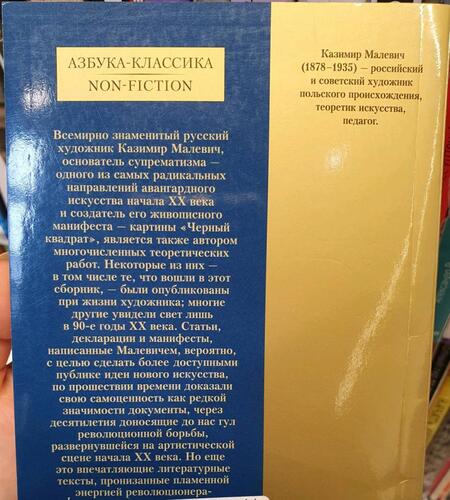 АЗБУКА-КЛАССИКА
NON-FICTION
Всемирно знаменитый русский
художник Казимир Малевич,
основатель супрематизма —
одного из самых радикальных
направлений авангардного
искусства начала XX века
и создатель его живописного
манифеста — картины «Черный
квадрат», является также автором
многочисленных теоретических
работ. Некоторые из них —
в том числе те, что вошли в этот
сборник, — были опубликованы
при жизни художника; многие
другие увидели свет лишь
в 90-е годы XX века. Статьи,
декларации и манифесты,
написанные Малевичем, вероятно,
с целью сделать более доступными
публике идеи нового искусства,
по прошествии времени доказали
свою самоценность как редкой
значимости документы, через
десятилетия доносящие до нас гул
революционной борьбы,
развернувшейся на артистической
сцене начала XX века. Но еще
это впечатляющие литературные
тексты, пронизанные пламенной
энергией революционера-
Казимир Малевич
(1878–1935) — российский
и советский художник
польского происхождения,
теоретик искусства,
педагог.